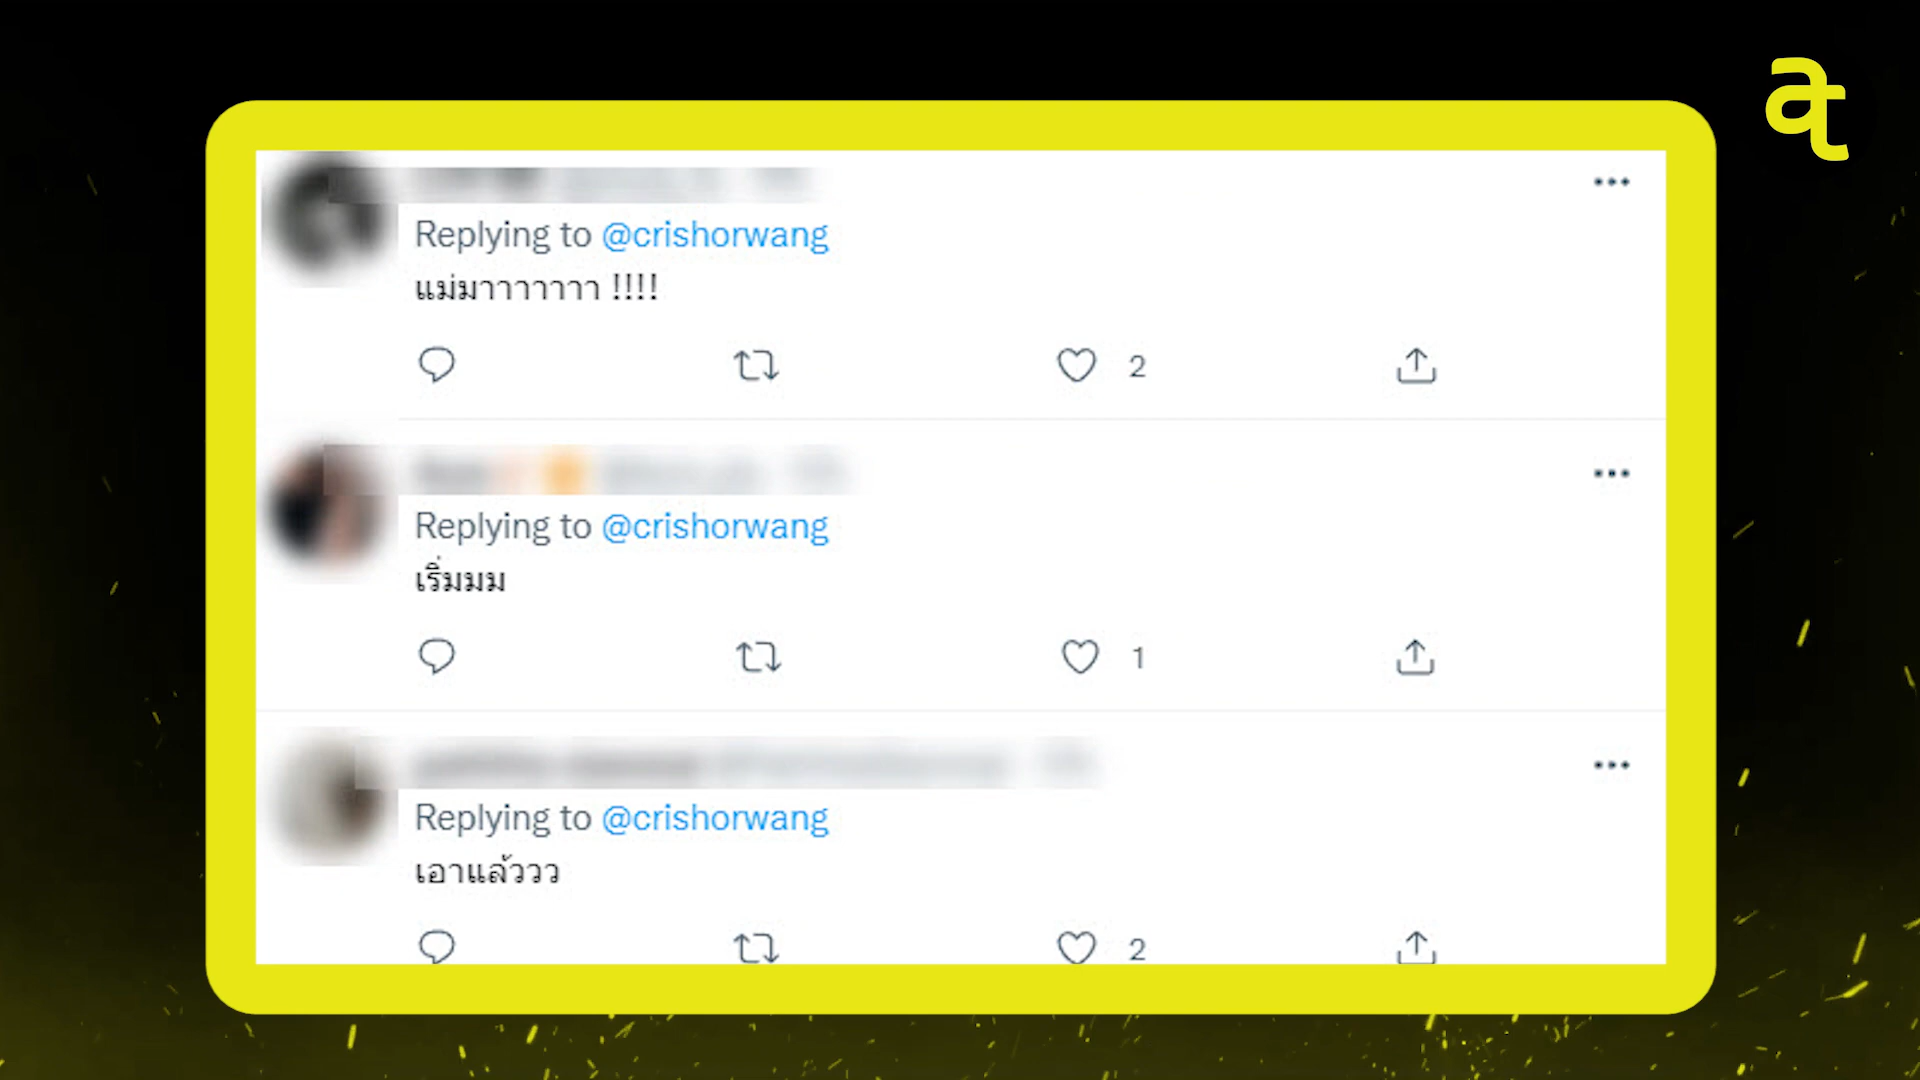 Replying to @crishorwang
แม่มาาาาาาา !!!!
2
Replying to @crishorwang
เริ่มมม
1
Replying to @crishorwang
เอาแล้ววว
2